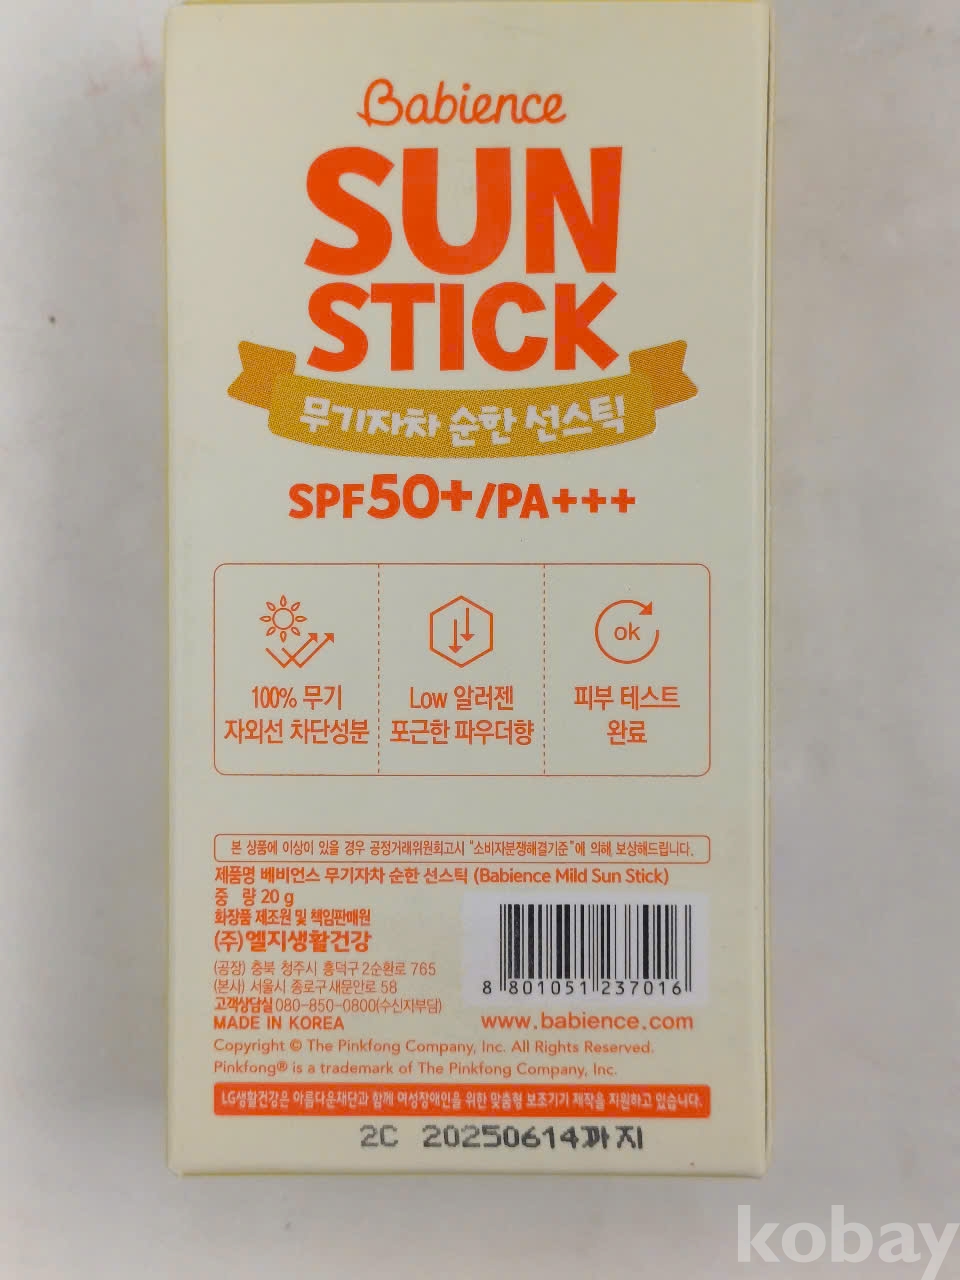 Babience
SUN
STICK
무기자차 순한 선스틱
SPF50+/PA+++
ok
100% 무기
자외선 차단성분
Low 알러젠
포근한 파우더향
피부 테스트
완료
본 상품에 이상이 있을 경우 공정거래위원회고시 "소비자분쟁해결기준"에 의해 보상해드립니다.
제품명 베비언스 무기자차 순한 선스틱 (Babience Mild Sun Stick)
중 량 20 g
화장품 제조원 및 책임판매원
(주)엘지생활건강
(공장) 충북 청주시 흥덕구 2순환로 765
(본사) 서울시 종로구 새문안로 58
고객상담실 080-850-0800(수신자부담)
MADE IN KOREA
8 801051 237016
www.babience.com
Copyright © The Pinkfong Company, Inc. All Rights Reserved.
Pinkfong® is a trademark of The Pinkfong Company, Inc.
LG생활건강은 아름다운재단과 함께 여성장애인을 위한 맞춤형 보조기기 제작을 지원하고 있습니다.
2C 20250614까지
kobay